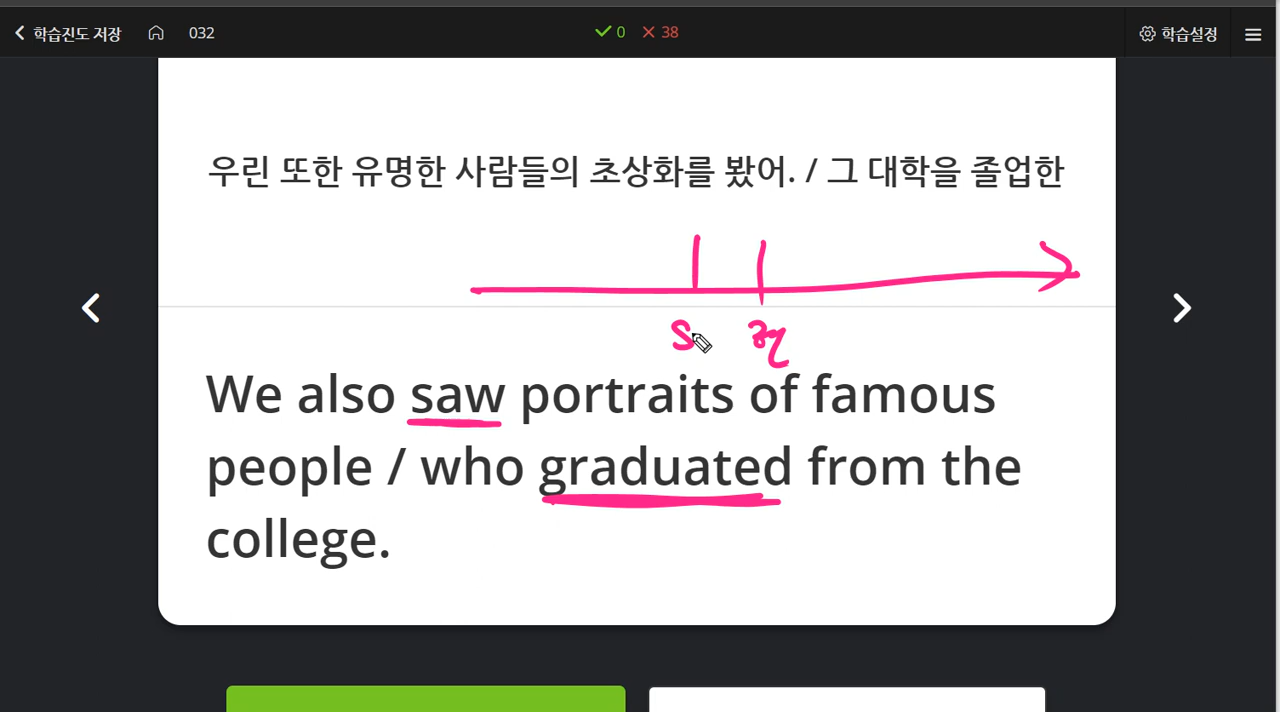 학습진도 저장 032 0 38 학습설정
우린 또한 유명한 사람들의 초상화를 봤어. / 그 대학을 졸업한
We also saw portraits of famous
people / who graduated from the
college.